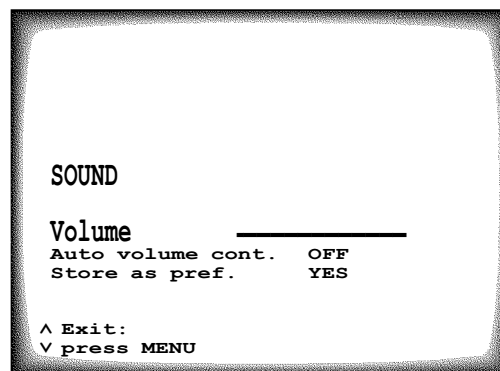 SOUND
Volume
Auto volume cont. OFF
Store as pref. YES
∧ Exit:
∨ press MENU